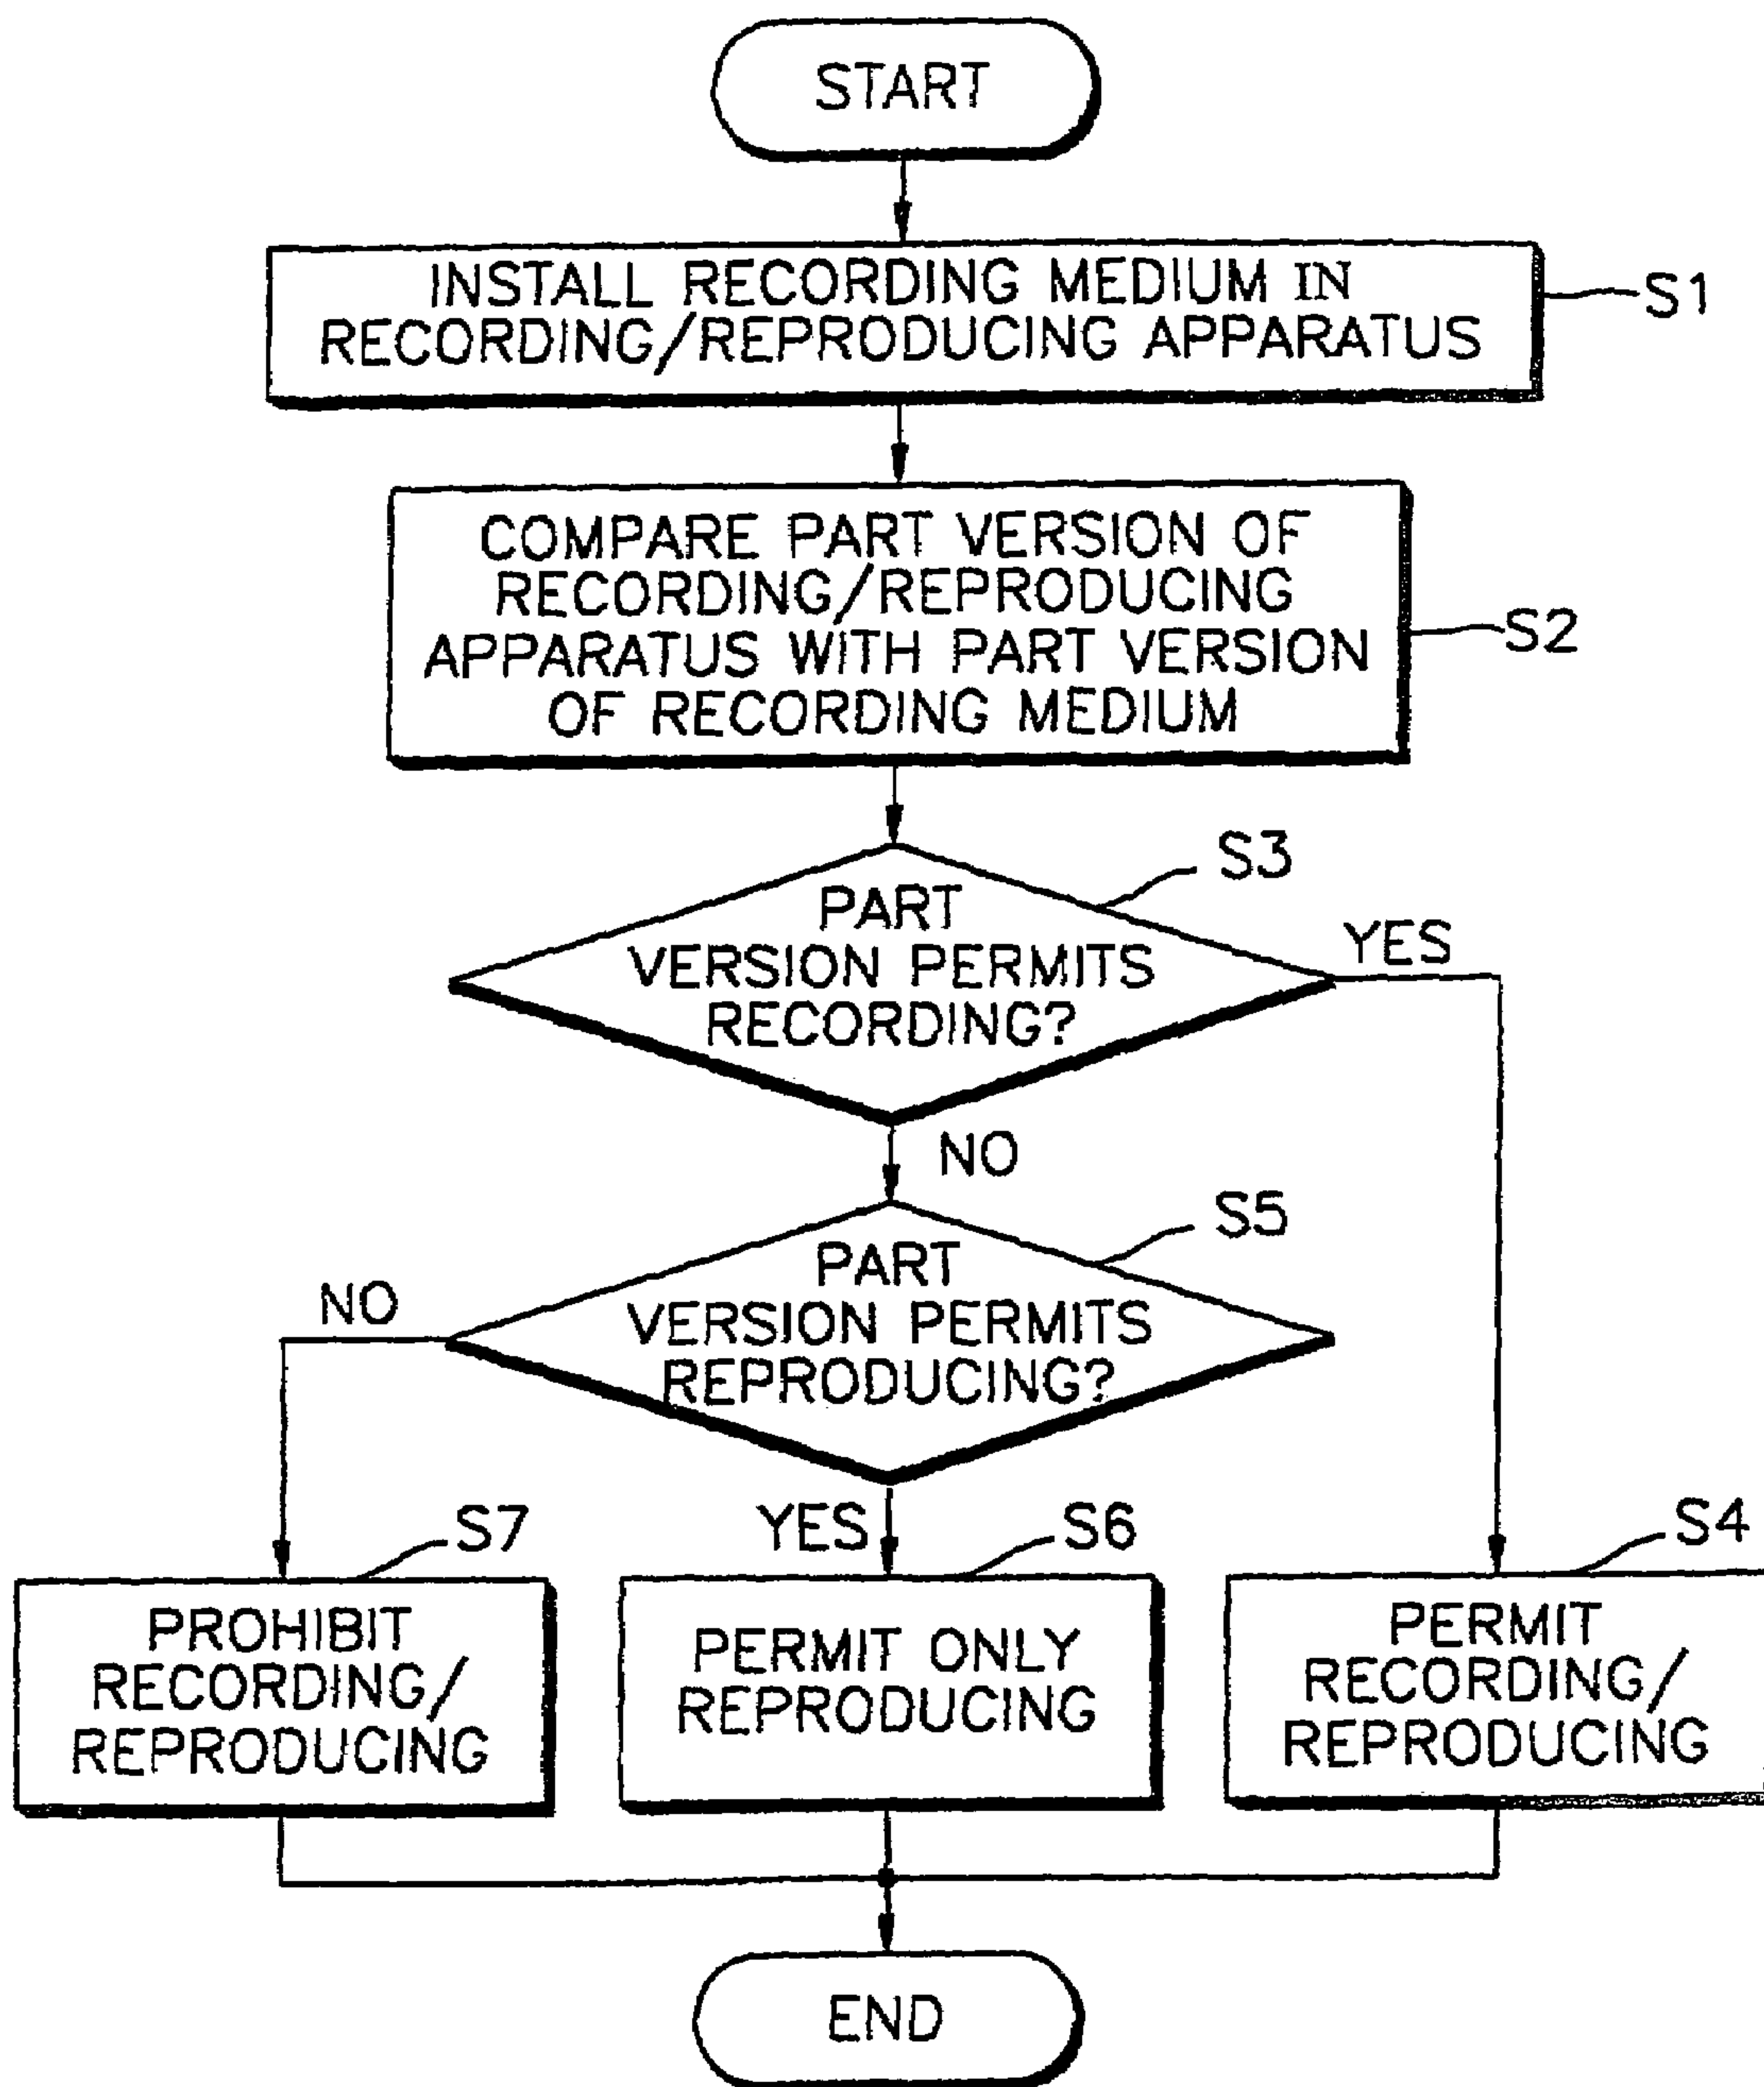 START
INSTALL RECORDING MEDIUM IN
RECORDING/REPRODUCING APPARATUS
S1
COMPARE PART VERSION OF
RECORDING/REPRODUCING
APPARATUS WITH PART VERSION
OF RECORDING MEDIUM
S2
S3
PART
VERSION PERMITS
RECORDING?
YES
NO
S5
PART
VERSION PERMITS
REPRODUCING?
NO
YES
S7
PROHIBIT
RECORDING/
REPRODUCING
S6
PERMIT ONLY
REPRODUCING
S4
PERMIT
RECORDING/
REPRODUCING
END